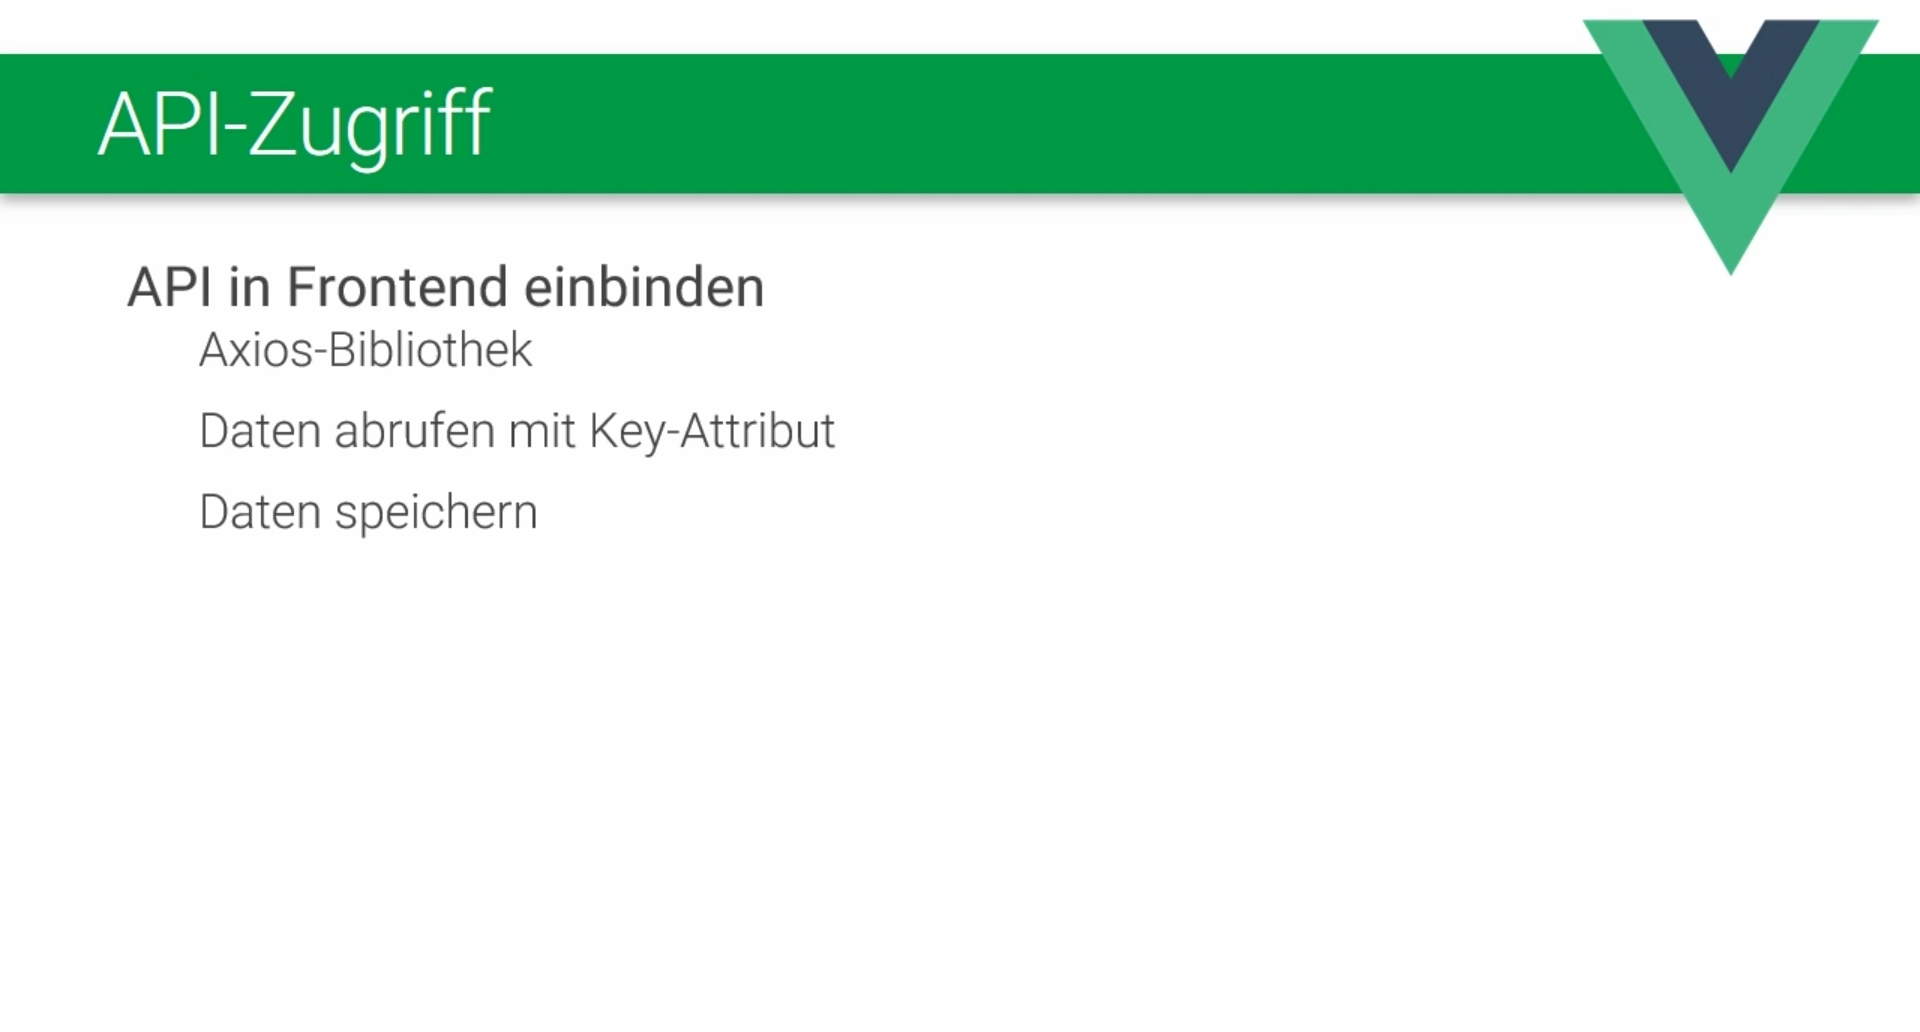 API-Zugriff
API in Frontend einbinden
Axios-Bibliothek
Daten abrufen mit Key-Attribut
Daten speichern